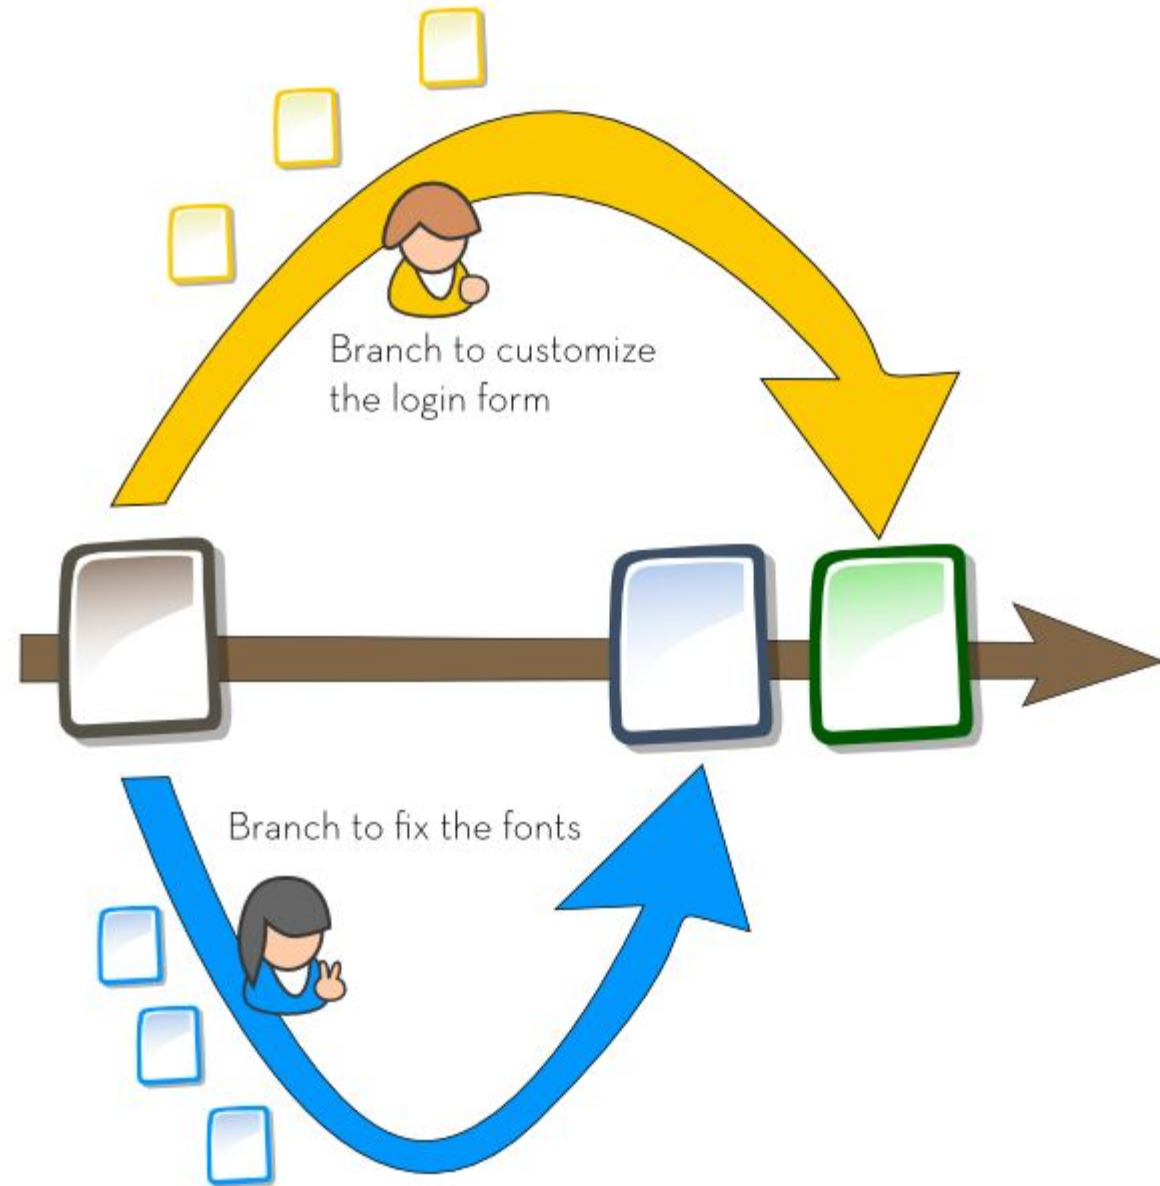 Branch to customize
the login form
Branch to fix the fonts